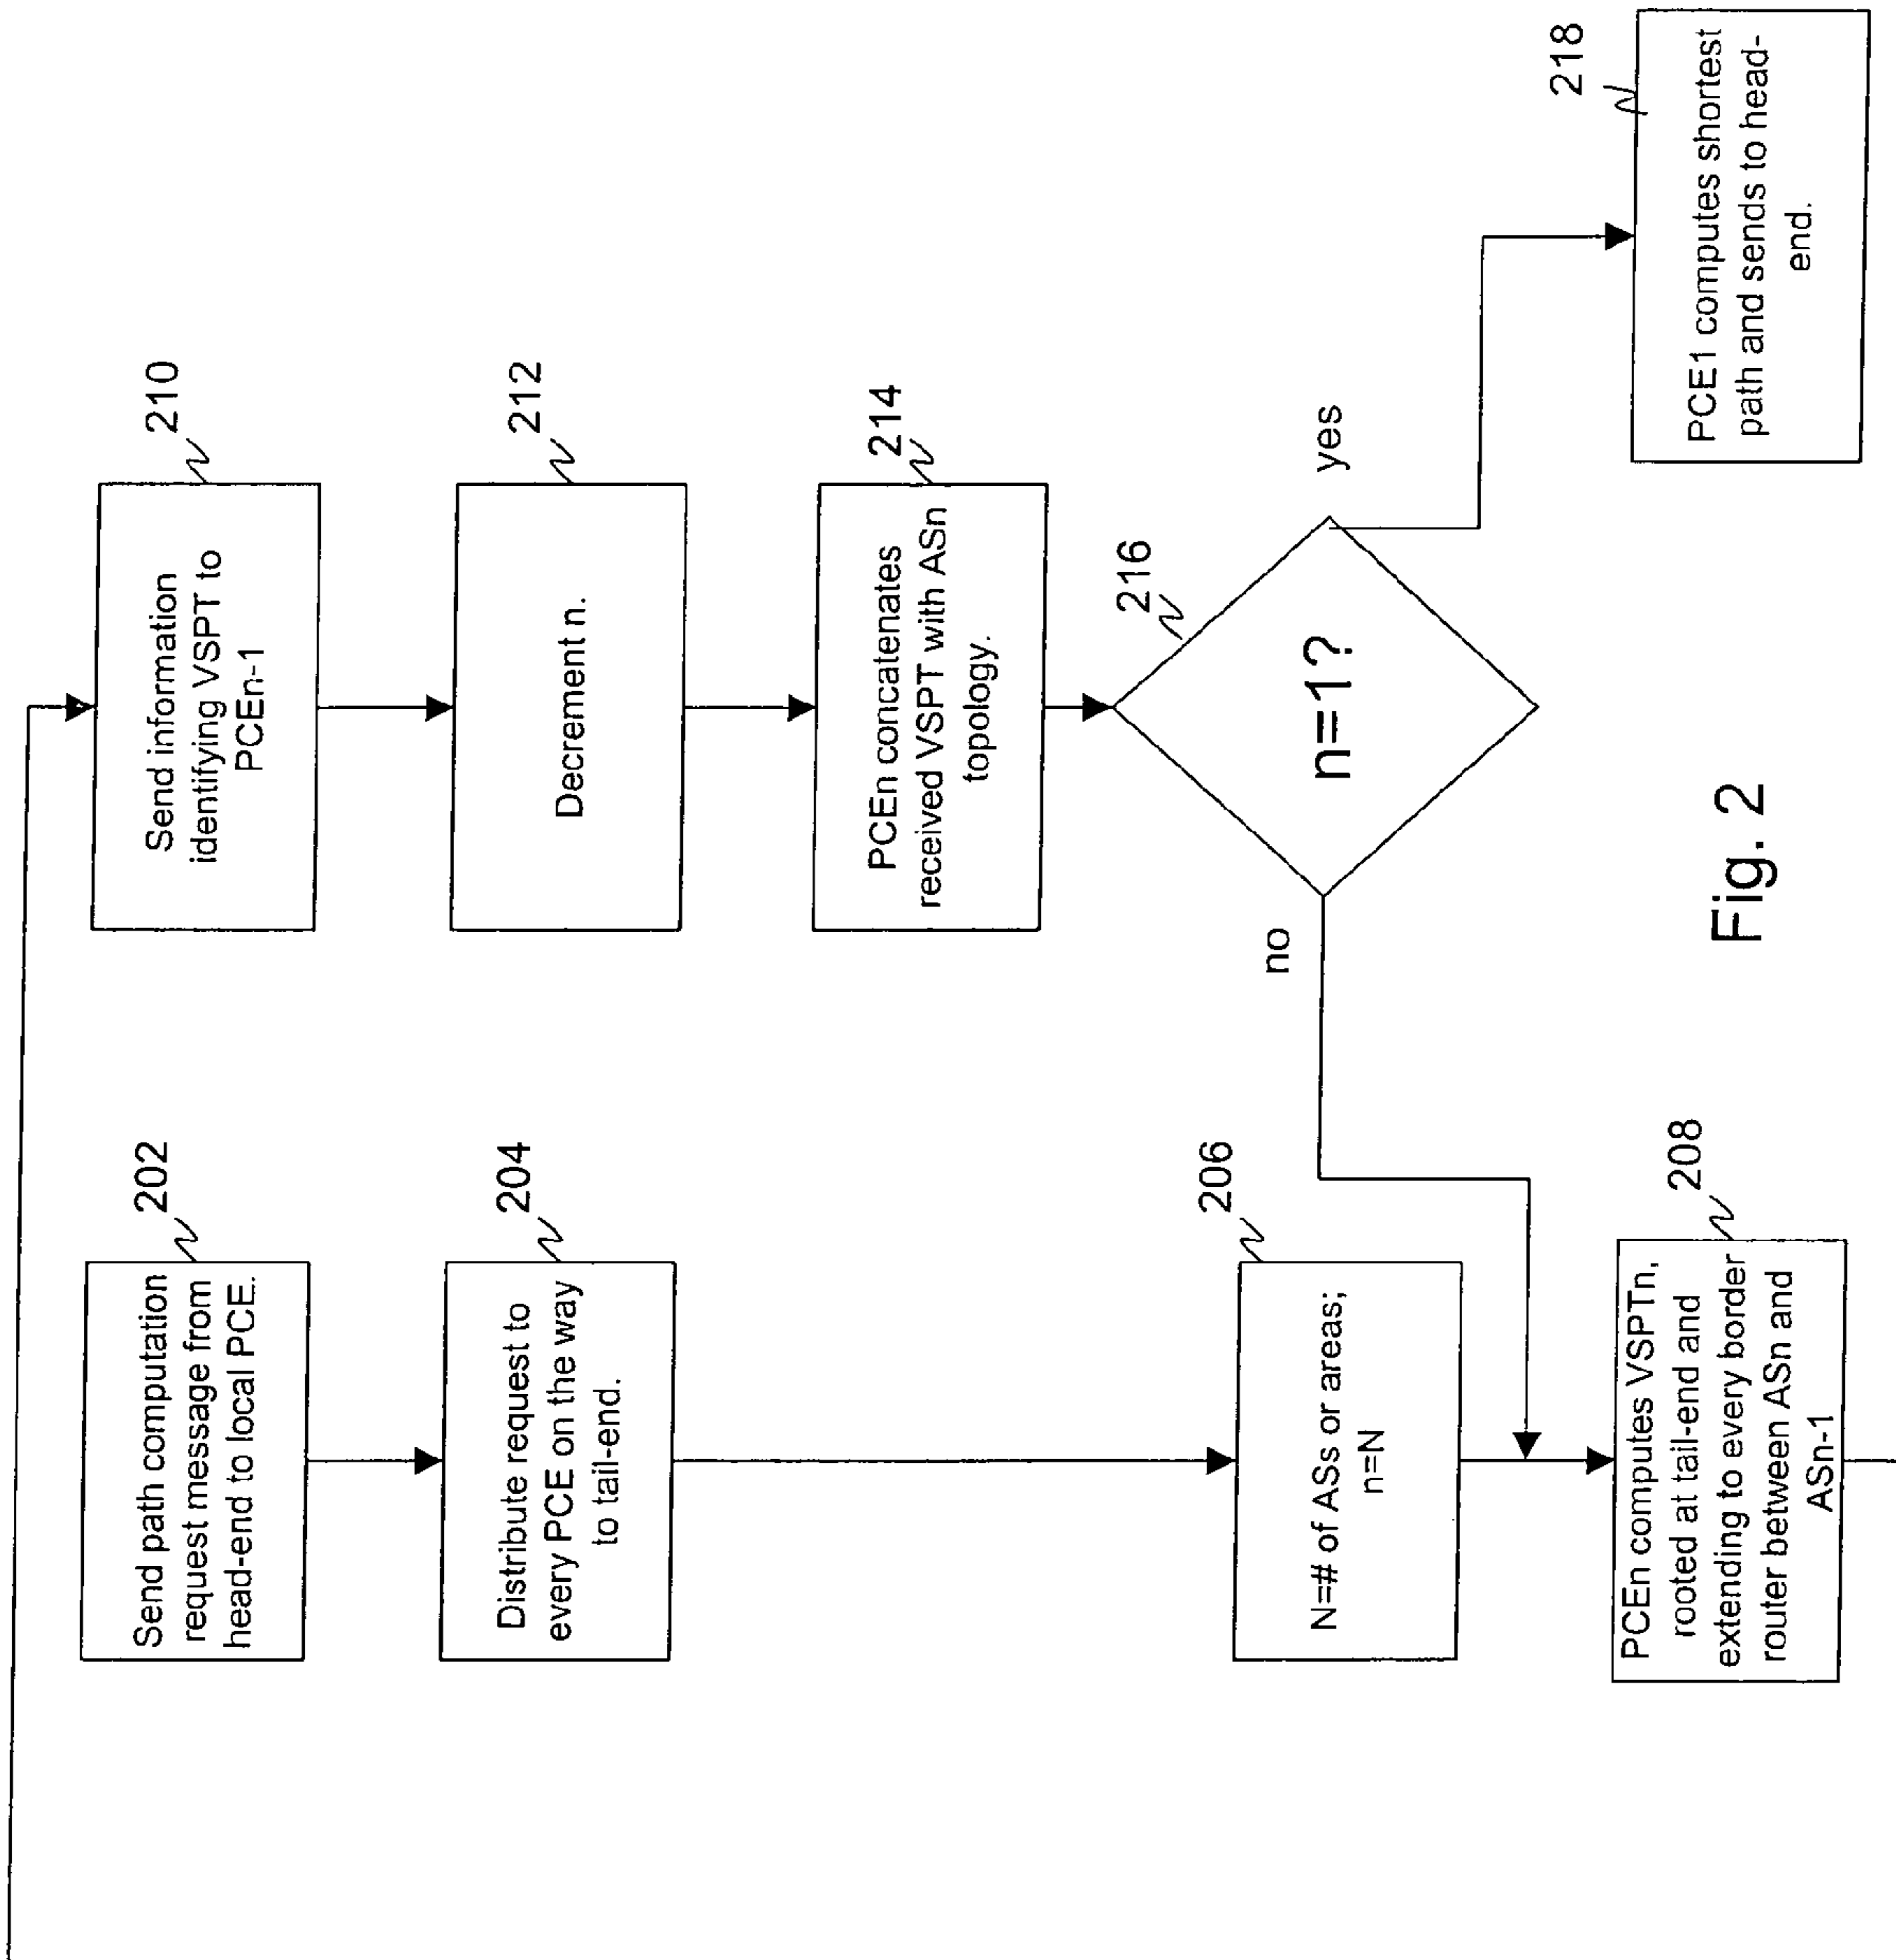 202
Send path computation
request message from
head-end to local PCE.
204
Distribute request to
every PCE on the way
to tail-end.
206
N=# of ASs or areas;
n=N
208
PCEn computes VSPTn,
rooted at tail-end and
extending to every border
router between ASn and
ASn-1
210
Send information
identifying VSPT to
PCEn-1
212
Decrement n.
214
PCEn concatenates
received VSPT with ASn
topology.
216
n=1?
no
yes
218
PCE1 computes shortest
path and sends to head-
end.
Fig. 2